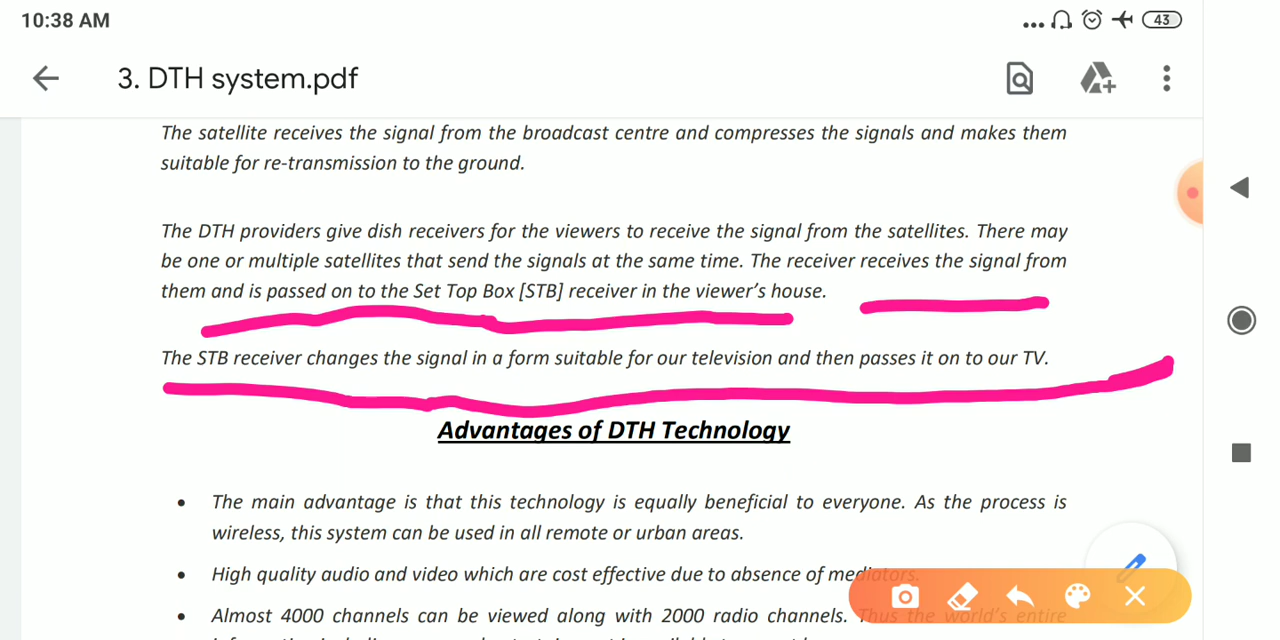 10:38 AM
43
3. DTH system.pdf
The satellite receives the signal from the broadcast centre and compresses the signals and makes them
suitable for re-transmission to the ground.
The DTH providers give dish receivers for the viewers to receive the signal from the satellites. There may
be one or multiple satellites that send the signals at the same time. The receiver receives the signal from
them and is passed on to the Set Top Box [STB] receiver in the viewer's house.
The STB receiver changes the signal in a form suitable for our television and then passes it on to our TV.
Advantages of DTH Technology
• The main advantage is that this technology is equally beneficial to everyone. As the process is
wireless, this system can be used in all remote or urban areas.
• High quality audio and video which are cost effective due to absence of mediators.
• Almost 4000 channels can be viewed along with 2000 radio channels. Thus the world's entire